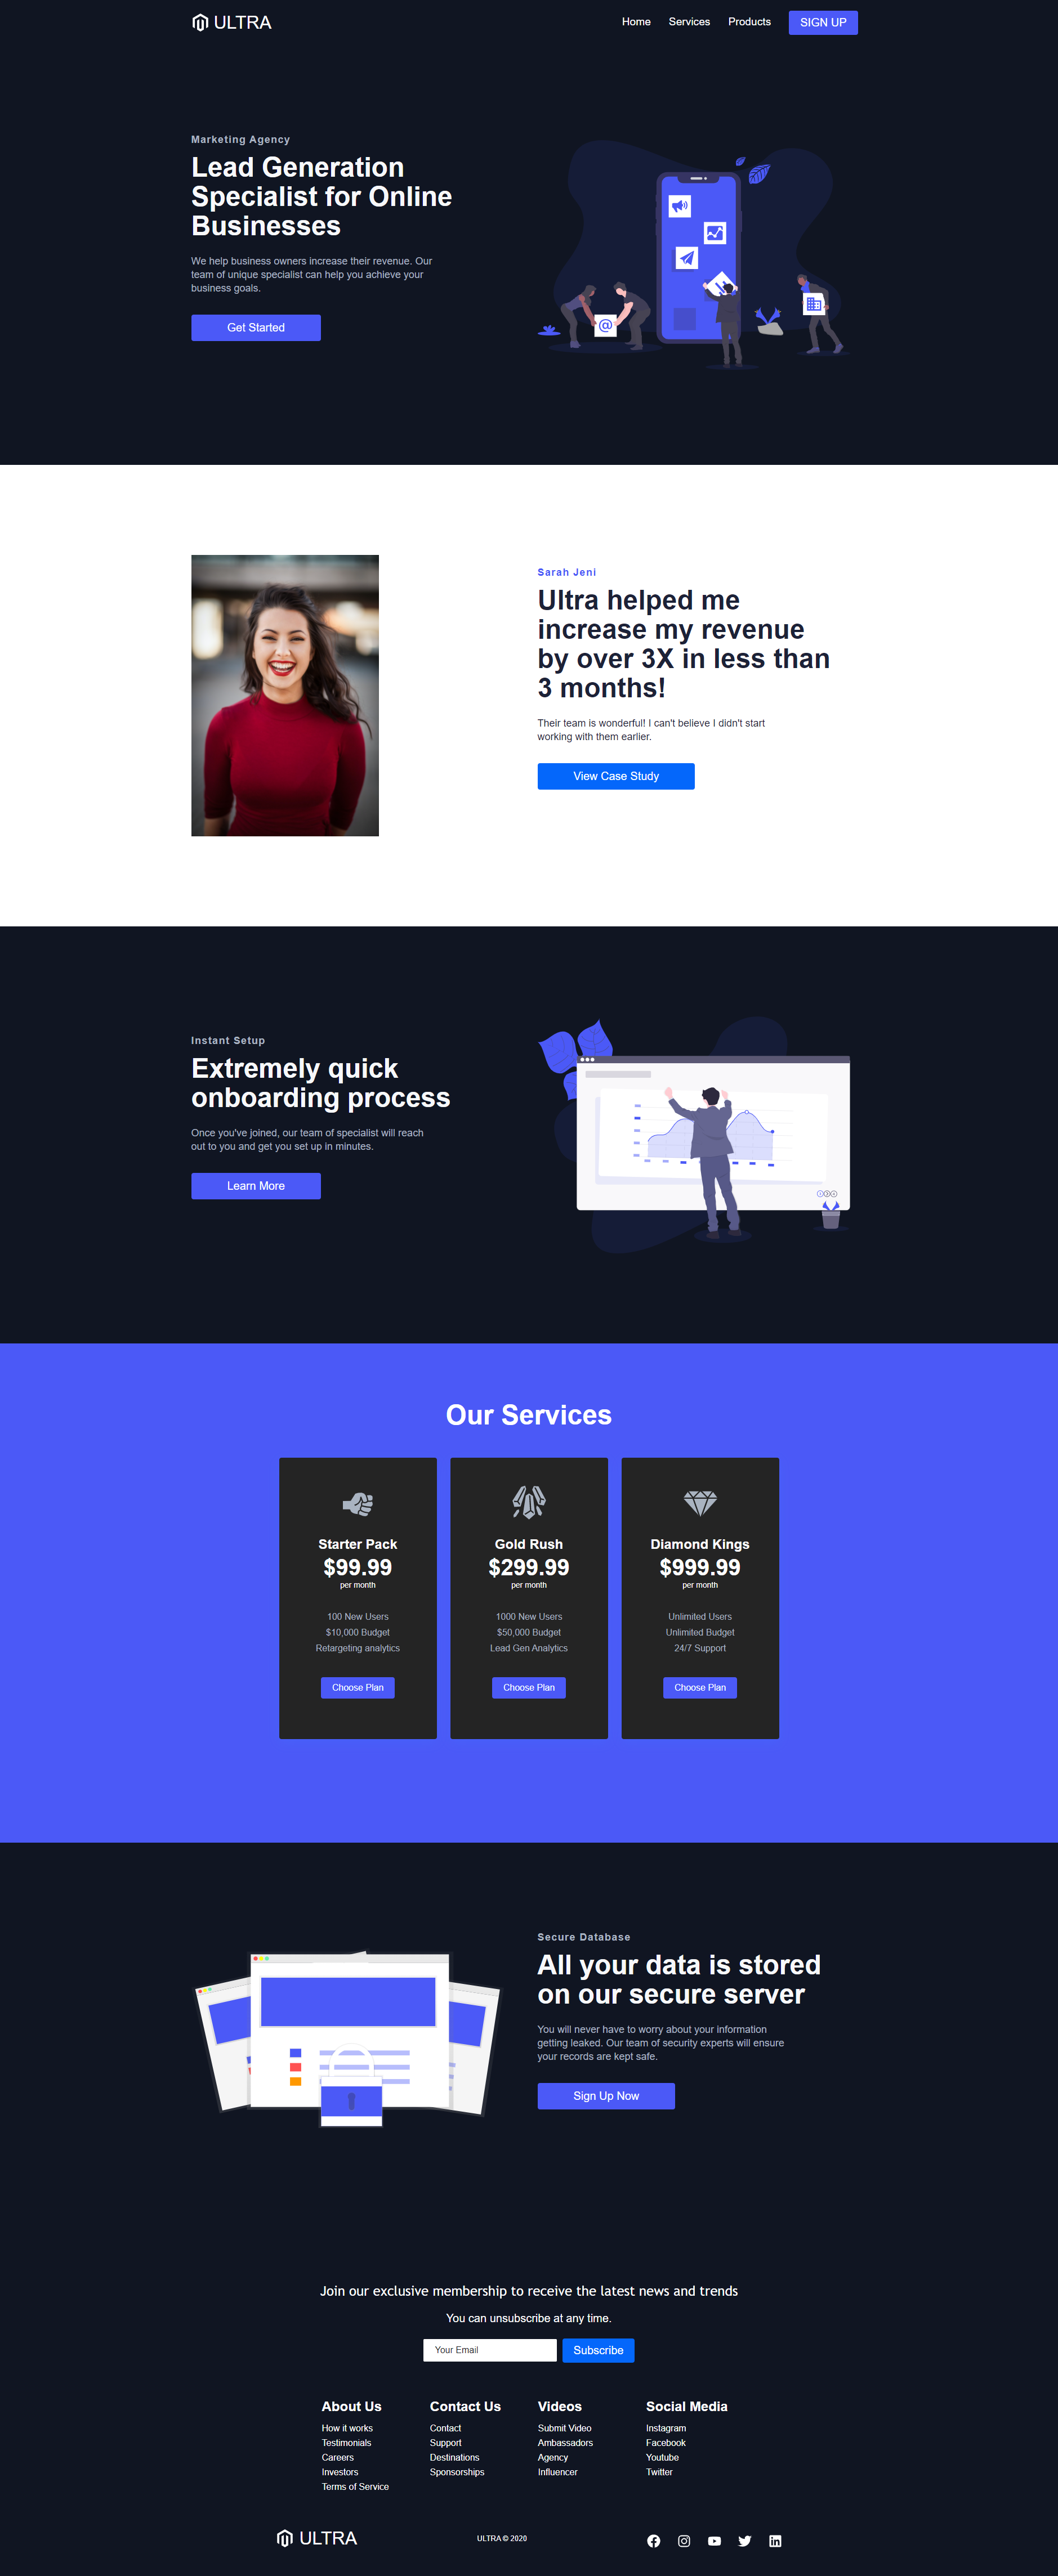 ULTRA
Home Services Products SIGN UP
Marketing Agency
Lead Generation
Specialist for Online
Businesses
We help business owners increase their revenue. Our
team of unique specialist can help you achieve your
business goals.
Get Started
@
Sarah Jeni
Ultra helped me
increase my revenue
by over 3X in less than
3 months!
Their team is wonderful! I can't believe I didn't start
working with them earlier.
View Case Study
Instant Setup
Extremely quick
onboarding process
Once you've joined, our team of specialist will reach
out to you and get you set up in minutes.
Learn More
Our Services
Starter Pack
$99.99
per month
100 New Users
$10,000 Budget
Retargeting analytics
Choose Plan
Gold Rush
$299.99
per month
1000 New Users
$50,000 Budget
Lead Gen Analytics
Choose Plan
Diamond Kings
$999.99
per month
Unlimited Users
Unlimited Budget
24/7 Support
Choose Plan
Secure Database
All your data is stored
on our secure server
You will never have to worry about your information
getting leaked. Our team of security experts will ensure
your records are kept safe.
Sign Up Now
Join our exclusive membership to receive the latest news and trends
You can unsubscribe at any time.
Your Email Subscribe
About Us
How it works
Testimonials
Careers
Investors
Terms of Service
Contact Us
Contact
Support
Destinations
Sponsorships
Videos
Submit Video
Ambassadors
Agency
Influencer
Social Media
Instagram
Facebook
Youtube
Twitter
ULTRA
ULTRA © 2020